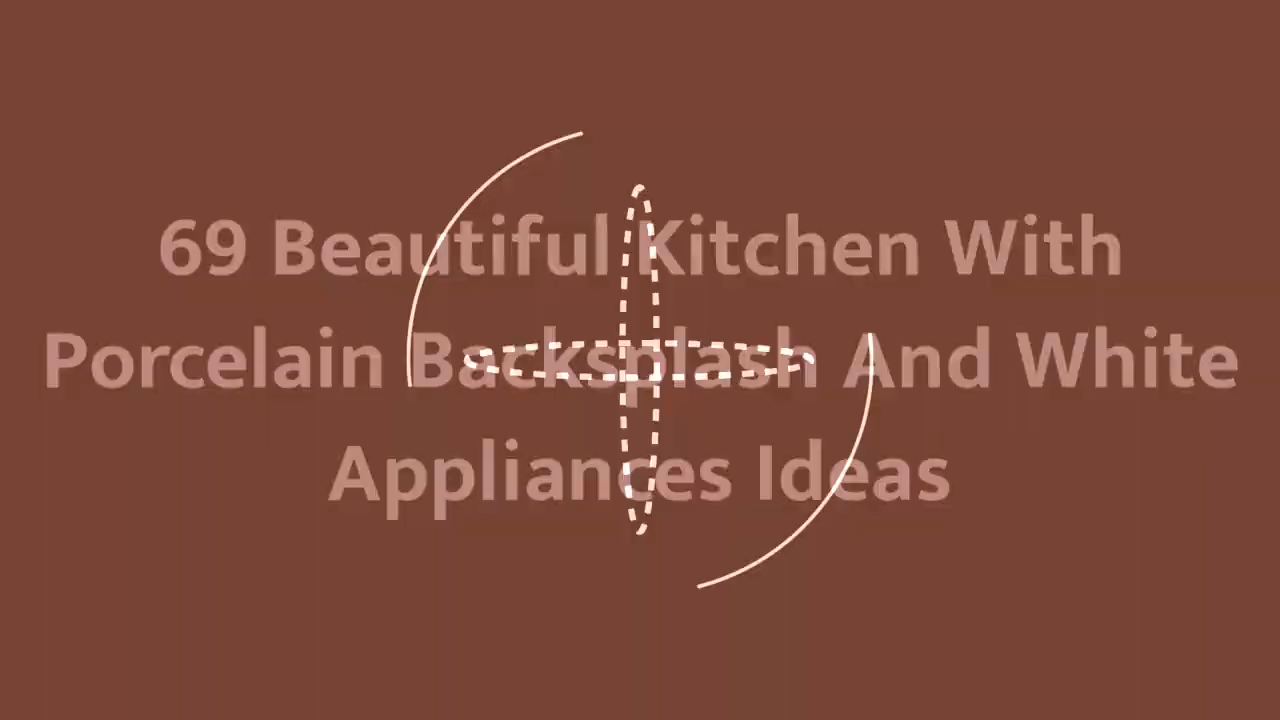 69 Beautiful Kitchen With
Porcelain Backsplash And White
Appliances Ideas